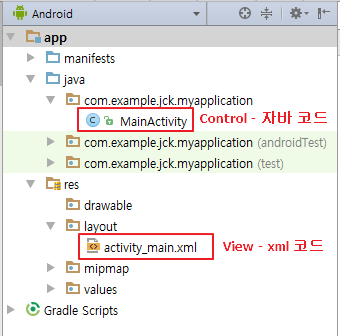 Android
app
manifests
java
com.example.jck.myapplication
MainActivity Control - 자바 코드
com.example.jck.myapplication (androidTest)
com.example.jck.myapplication (test)
res
drawable
layout
activity_main.xml View - xml 코드
mipmap
values
Gradle Scripts